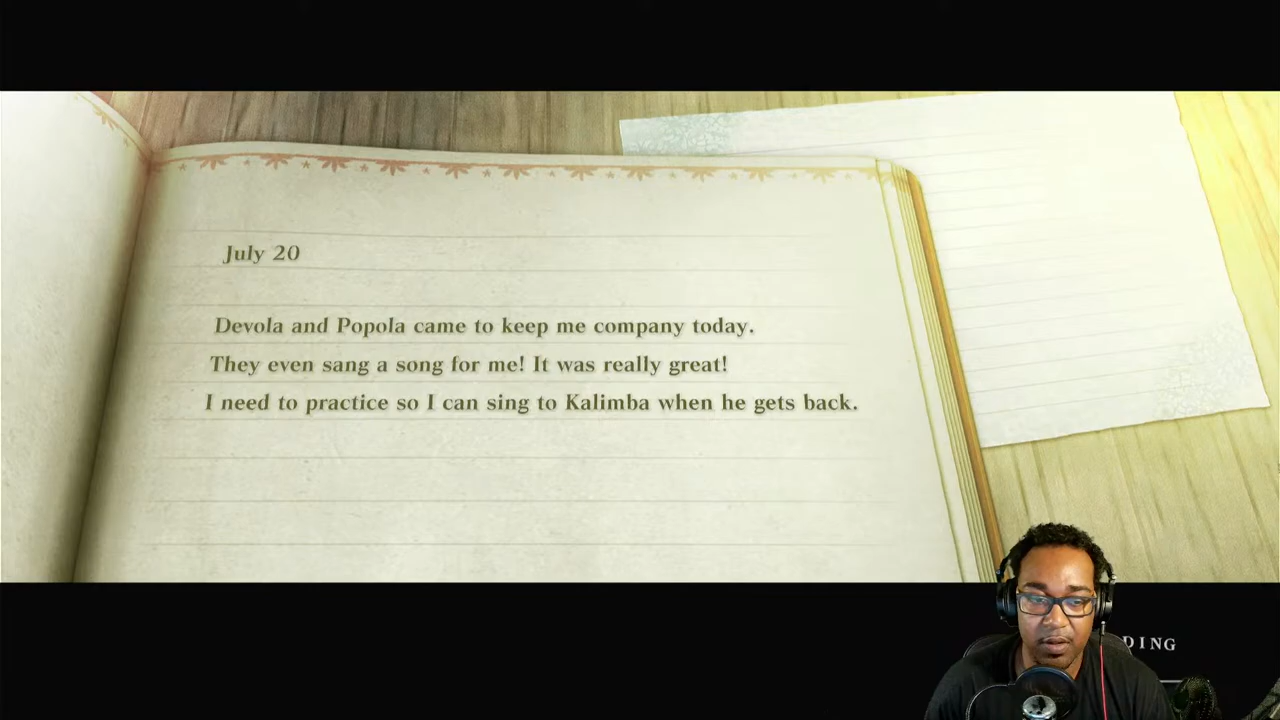 July 20
Devola and Popola came to keep me company today.
They even sang a song for me! It was really great!
I need to practice so I can sing to Kalimba when he gets back.
DING